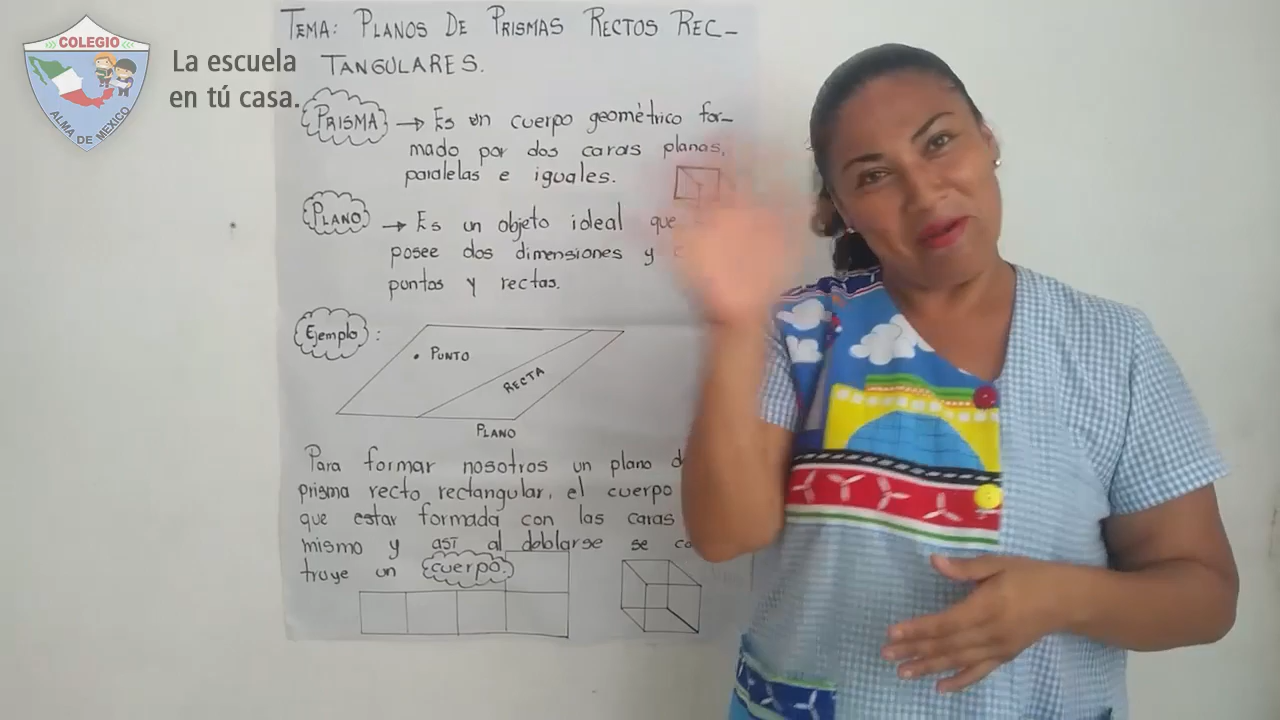 COLEGIO
ALMA DE MEXICO
La escuela
en tú casa.
TEMA: PLANOS DE PRISMAS RECTOS REC-
TANGULARES.
PRISMA → Es un cuerpo geométrico for-
mado por dos caras planas,
paralelas e iguales.
PLANO → Es un objeto ideal que
posee dos dimensiones y
puntos y rectas.
Ejemplo:
PUNTO
RECTA
PLANO
Para formar nosotros un plano
prisma recto rectangular, el cuerpo
que estar formada con las caras
mismo y así al doblarse se
truye un cuerpo